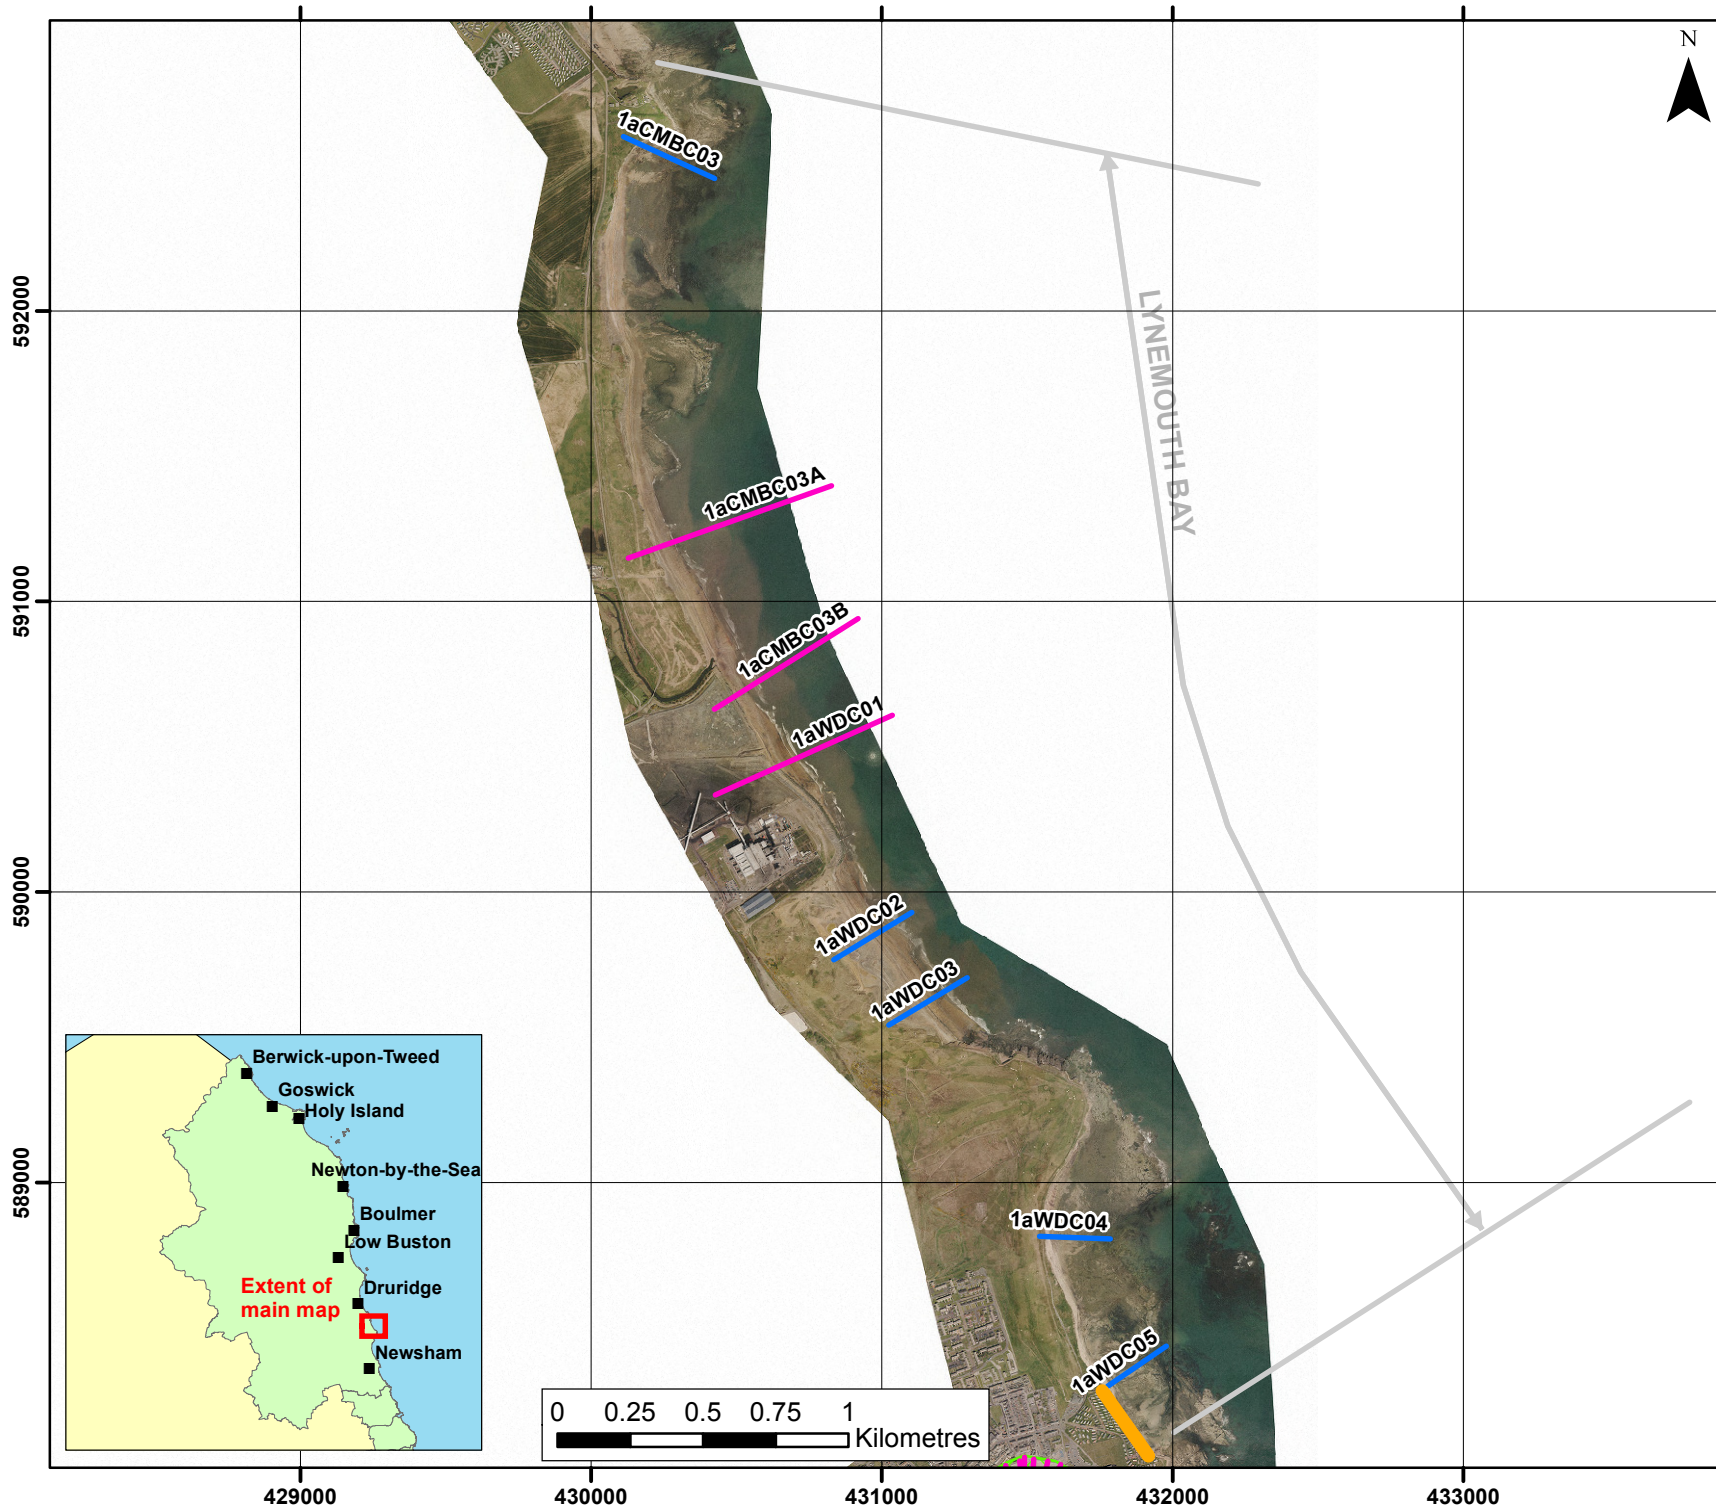 N
1aCMBC03
592000
LYNEMOUTH BAY
1aCMBC03A
591000
1aCMBC03B
1aWDC01
590000
1aWDC02
1aWDC03
Berwick-upon-Tweed
Goswick
Holy Island
Newton-by-the-Sea
589000
Boulmer
1aWDC04
Low Buston
Extent of
main map
Druridge
Newsham
1aWDC05
0 0.25 0.5 0.75 1
Kilometres
429000 430000 431000 432000 433000